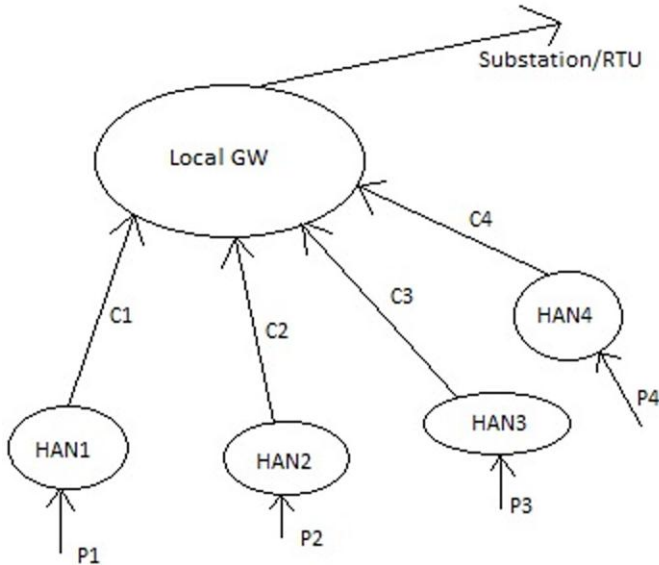 Substation/RTU
Local GW
C4
C1
C2
C3
HAN4
HAN1
HAN2
HAN3
P4
P1
P2
P3